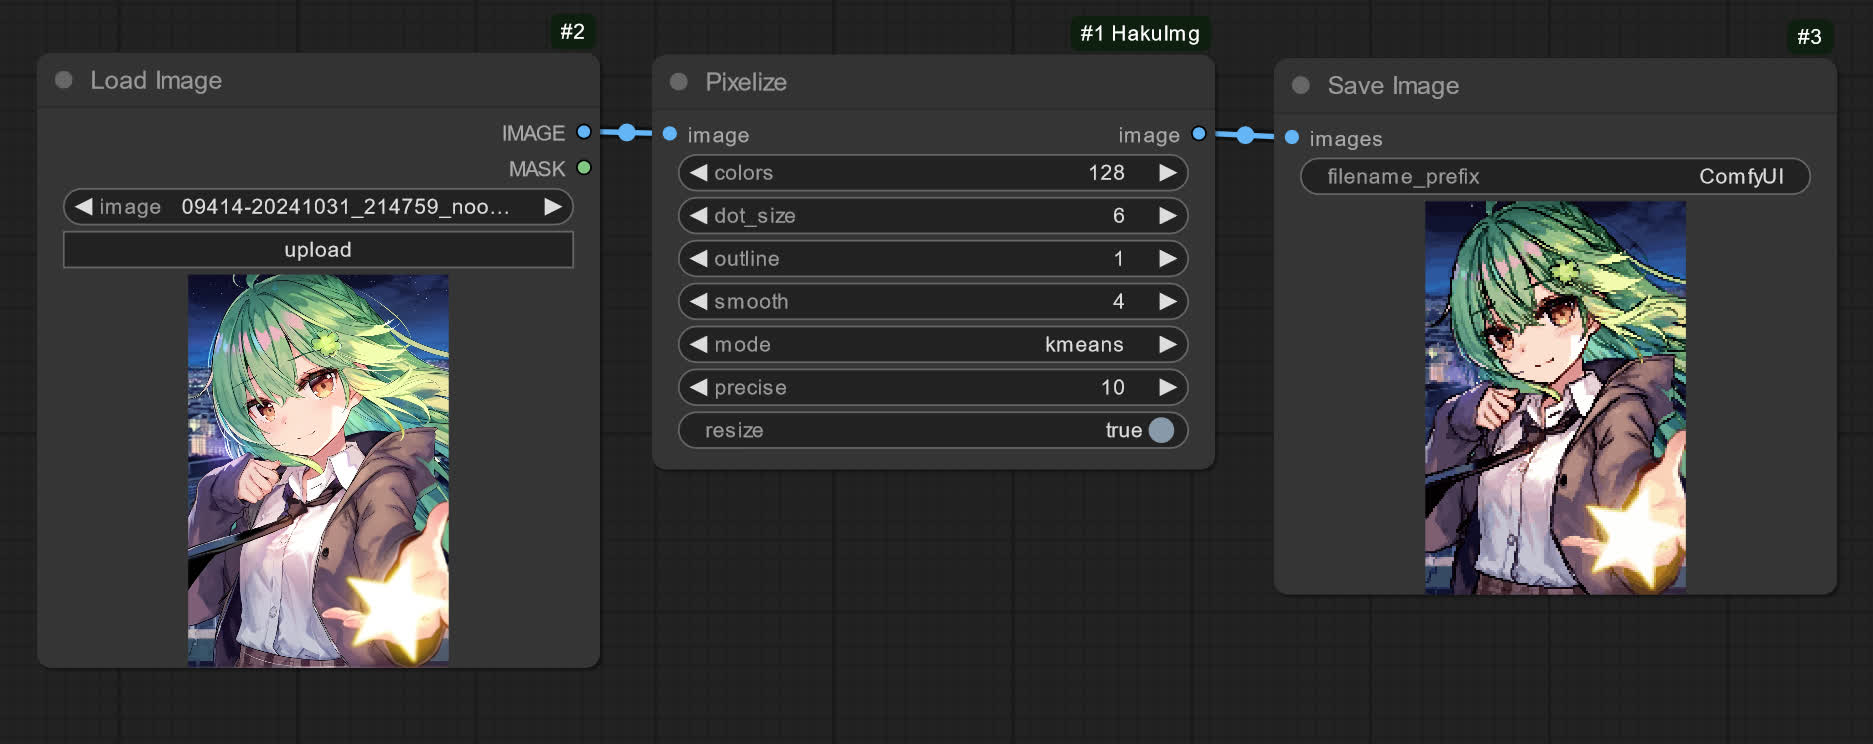 #2
Load Image
IMAGE
MASK
image 09414-20241031_214759_noo...
upload
#1 HakuImg
Pixelize
image image
colors 128
dot_size 6
outline 1
smooth 4
mode kmeans
precise 10
resize true
#3
Save Image
images
filename_prefix ComfyUI